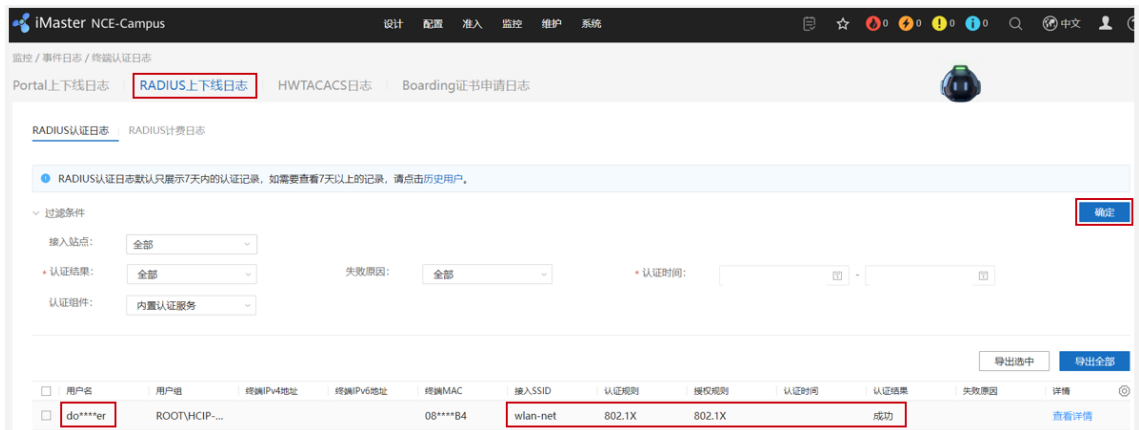 iMaster NCE-Campus 设计 配置 准入 监控 维护 系统 0 0 0 0 中文
监控 / 事件日志 / 终端认证日志
Portal上下线日志 RADIUS上下线日志 HWTACACS日志 Boarding证书申请日志
RADIUS认证日志 RADIUS计费日志
RADIUS认证日志默认只展示7天内的认证记录，如需要查看7天以上的记录，请点击历史用户。
过滤条件 确定
接入站点： 全部
* 认证结果： 全部 失败原因： 全部 * 认证时间： -
认证组件： 内置认证服务
导出选中 导出全部
用户名 用户组 终端IPv4地址 终端IPv6地址 终端MAC 接入SSID 认证规则 授权规则 认证时间 认证结果 失败原因 详情
do****er ROOT\HCIP-... 08****B4 wlan-net 802.1X 802.1X 成功 查看详情